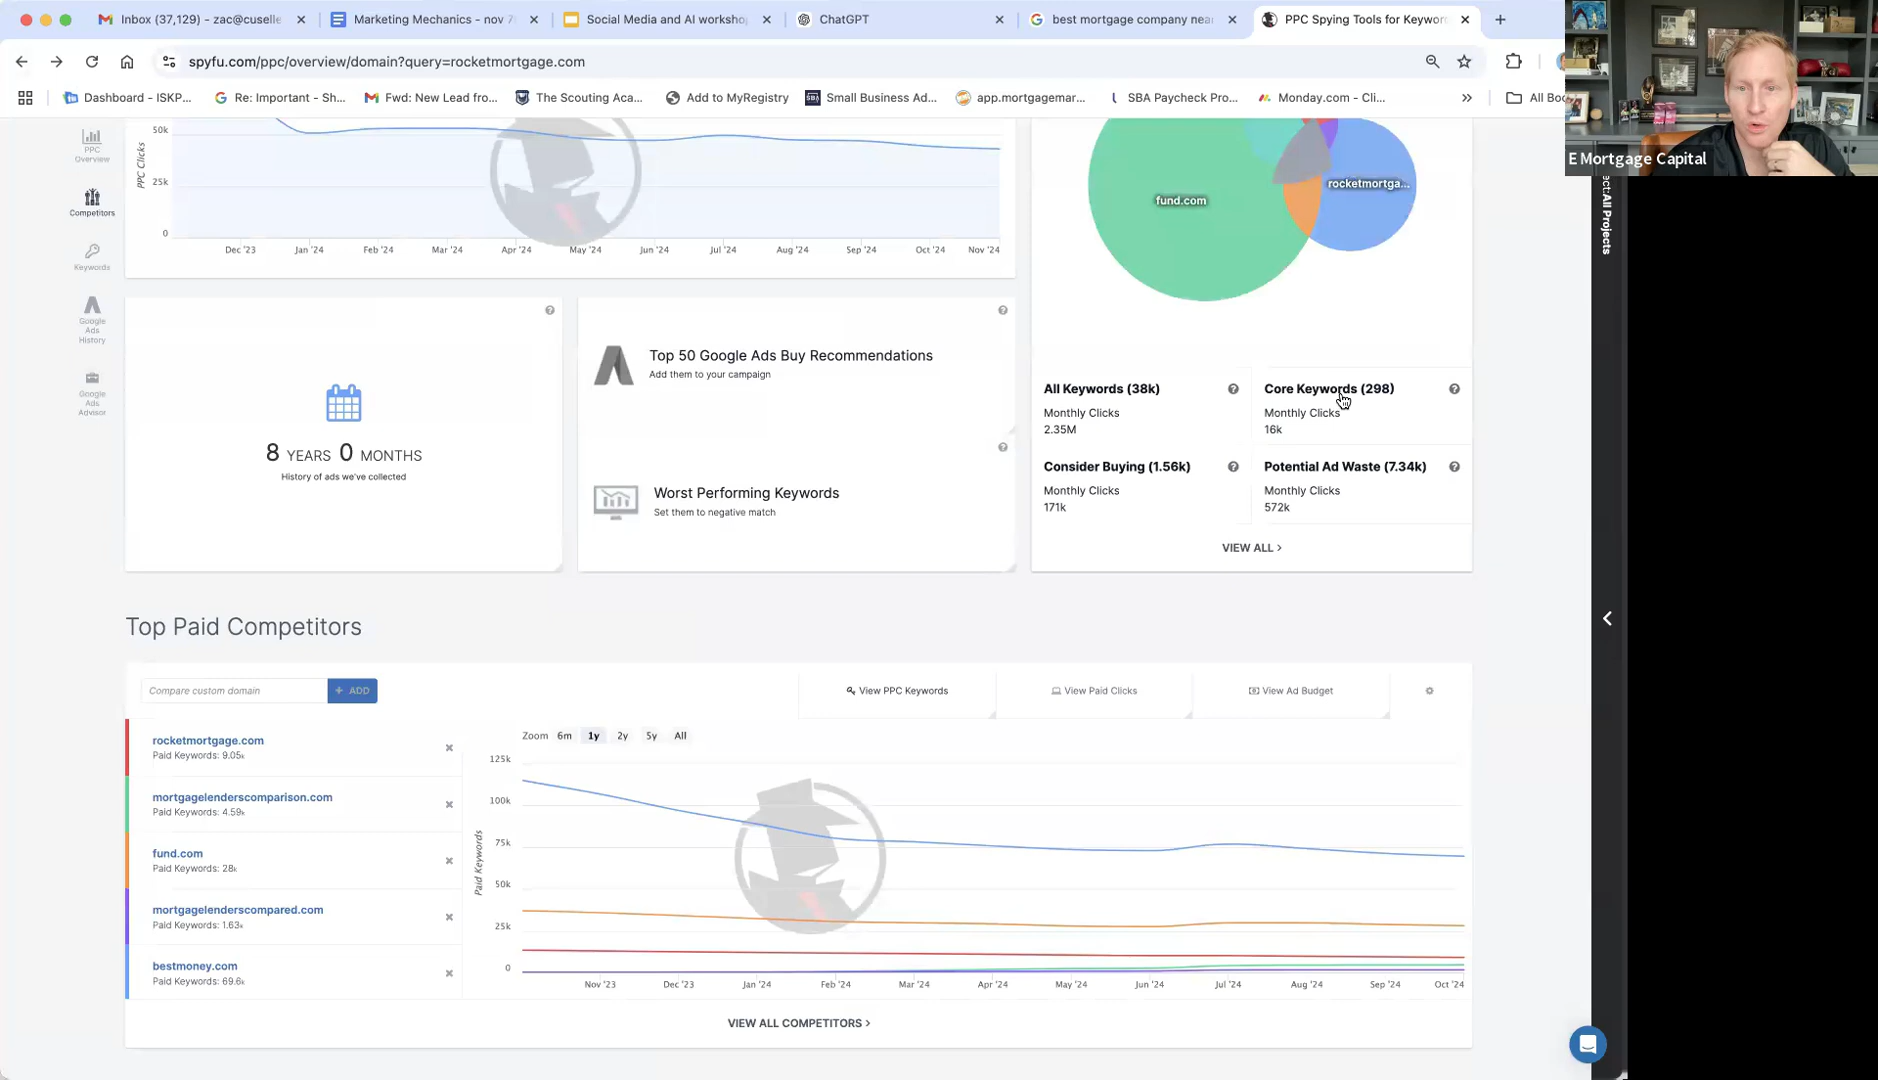 Inbox (37,129) - zac@cuselle
Marketing Mechanics - nov 7
Social Media and AI worksho
ChatGPT
best mortgage company nea
PPC Spying Tools for Keywor
spyfu.com/ppc/overview/domain?query=rocketmortgage.com
Dashboard - ISKP...
Re: Important - Sh...
Fwd: New Lead fro...
The Scouting Aca...
Add to MyRegistry
Small Business Ad...
app.mortgagemar...
SBA Paycheck Pro...
Monday.com - Cli...
All Boo
E Mortgage Capital
PPC
Overview
Competitors
Keywords
Google
Ads
History
Google
Ads
Advisor
PPC Clicks
50k
25k
0
Dec '23
Jan '24
Feb '24
Mar '24
Apr '24
May '24
Jun '24
Jul '24
Aug '24
Sep '24
Oct '24
Nov '24
fund.com
rocketmortga...
ect:All Projects
8 YEARS 0 MONTHS
History of ads we've collected
Top 50 Google Ads Buy Recommendations
Add them to your campaign
Worst Performing Keywords
Set them to negative match
All Keywords (38k)
Monthly Clicks
2.35M
Core Keywords (298)
Monthly Clicks
16k
Consider Buying (1.56k)
Monthly Clicks
171k
Potential Ad Waste (7.34k)
Monthly Clicks
572k
VIEW ALL >
Top Paid Competitors
Compare custom domain
+ ADD
View PPC Keywords
View Paid Clicks
View Ad Budget
rocketmortgage.com
Paid Keywords: 9.05k
mortgagelenderscomparison.com
Paid Keywords: 4.59k
fund.com
Paid Keywords: 28k
mortgagelenderscompared.com
Paid Keywords: 1.63k
bestmoney.com
Paid Keywords: 69.6k
Zoom 6m 1y 2y 5y All
Paid Keywords
125k
100k
75k
50k
25k
0
Nov '23
Dec '23
Jan '24
Feb '24
Mar '24
Apr '24
May '24
Jun '24
Jul '24
Aug '24
Sep '24
Oct '24
VIEW ALL COMPETITORS >